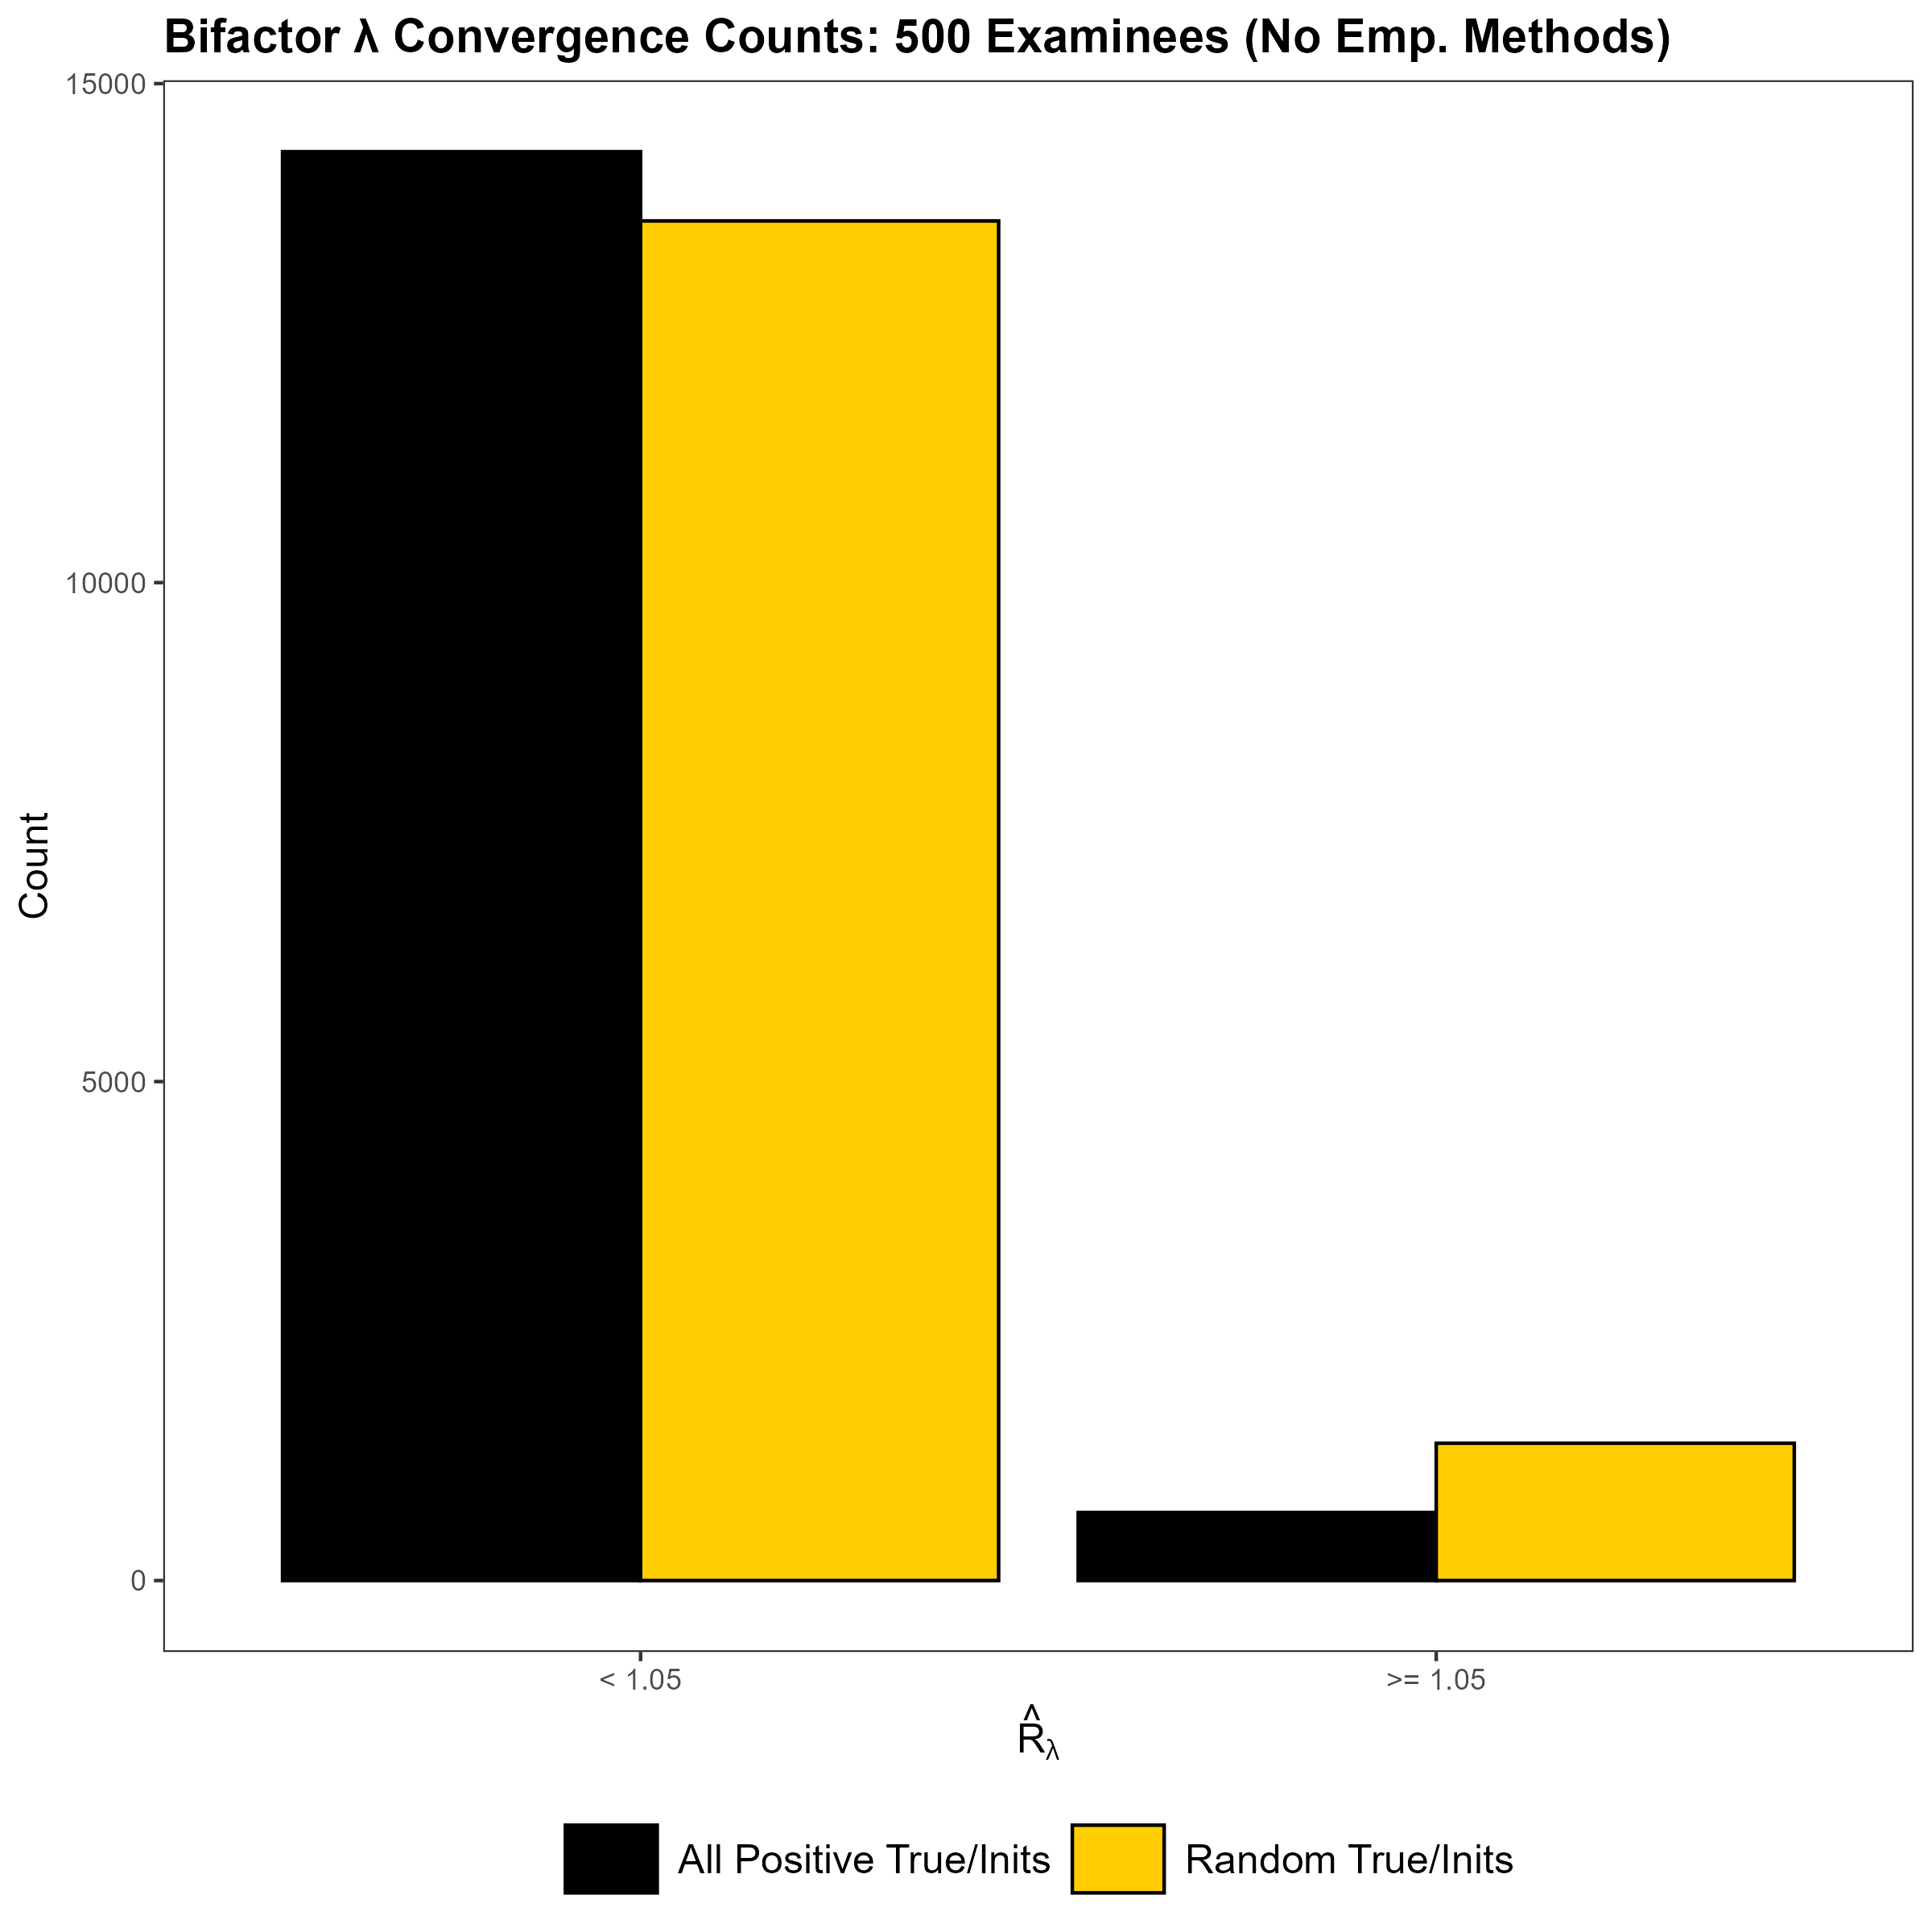 Bifactor λ Convergence Counts: 500 Examinees (No Emp. Methods)
15000
10000
5000
0
Count
< 1.05
>= 1.05
R̂λ
All Positive True/Inits
Random True/Inits